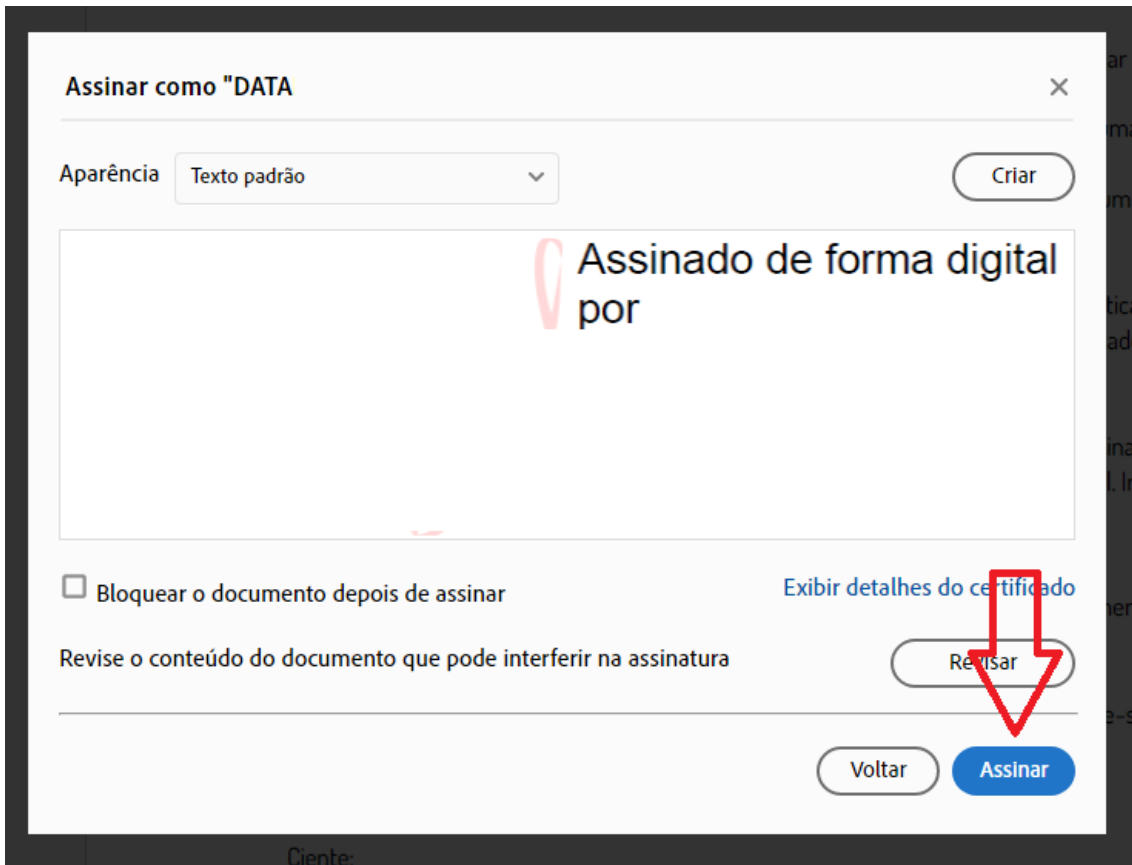 Assinar como "DATA
Aparência Texto padrão Criar
Assinado de forma digital
por
Bloquear o documento depois de assinar Exibir detalhes do certificado
Revise o conteúdo do documento que pode interferir na assinatura Revisar
Voltar Assinar
Ciente: